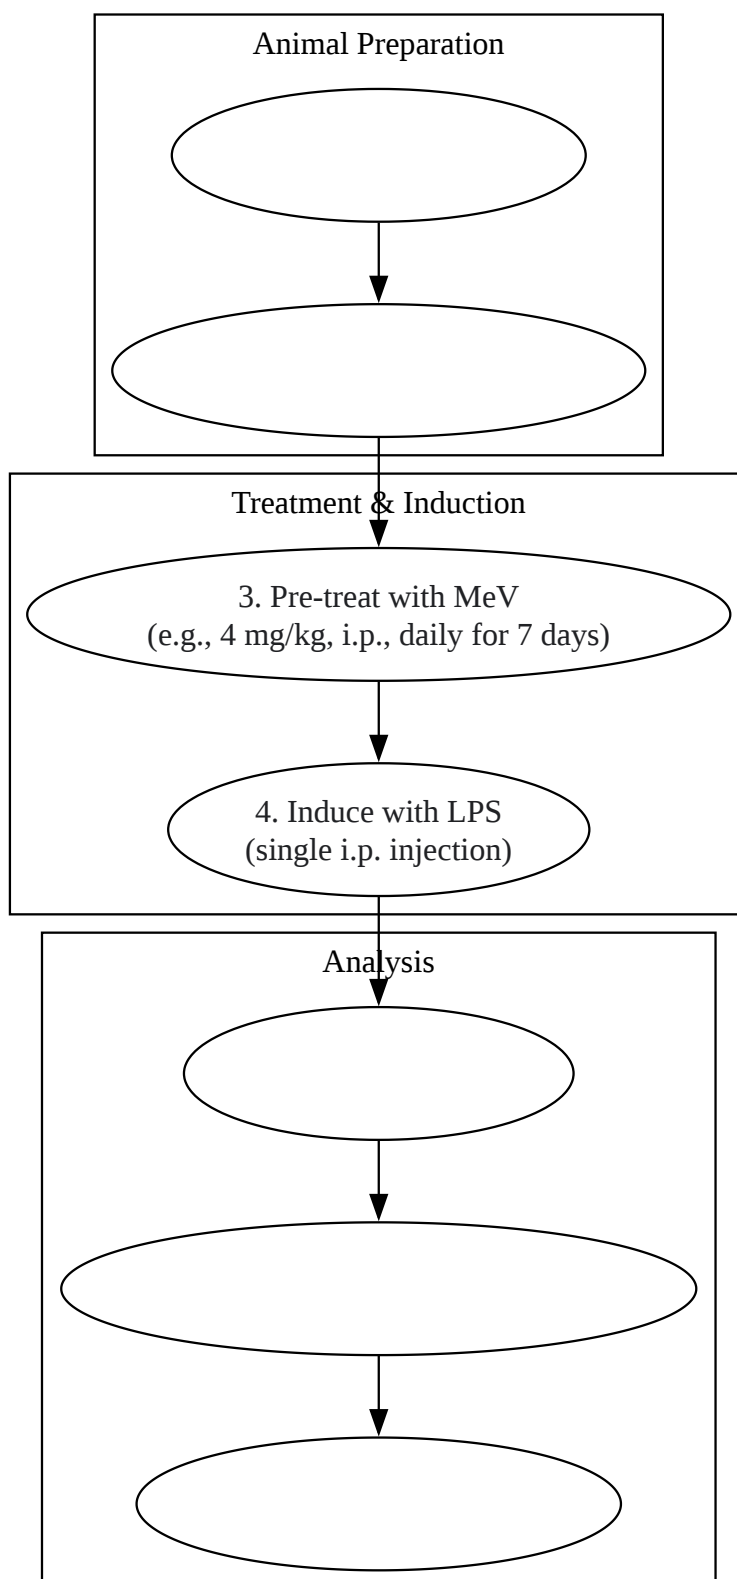 Animal Preparation
Treatment & Induction
3. Pre-treat with MeV
(e.g., 4 mg/kg, i.p., daily for 7 days)
4. Induce with LPS
(single i.p. injection)
Analysis